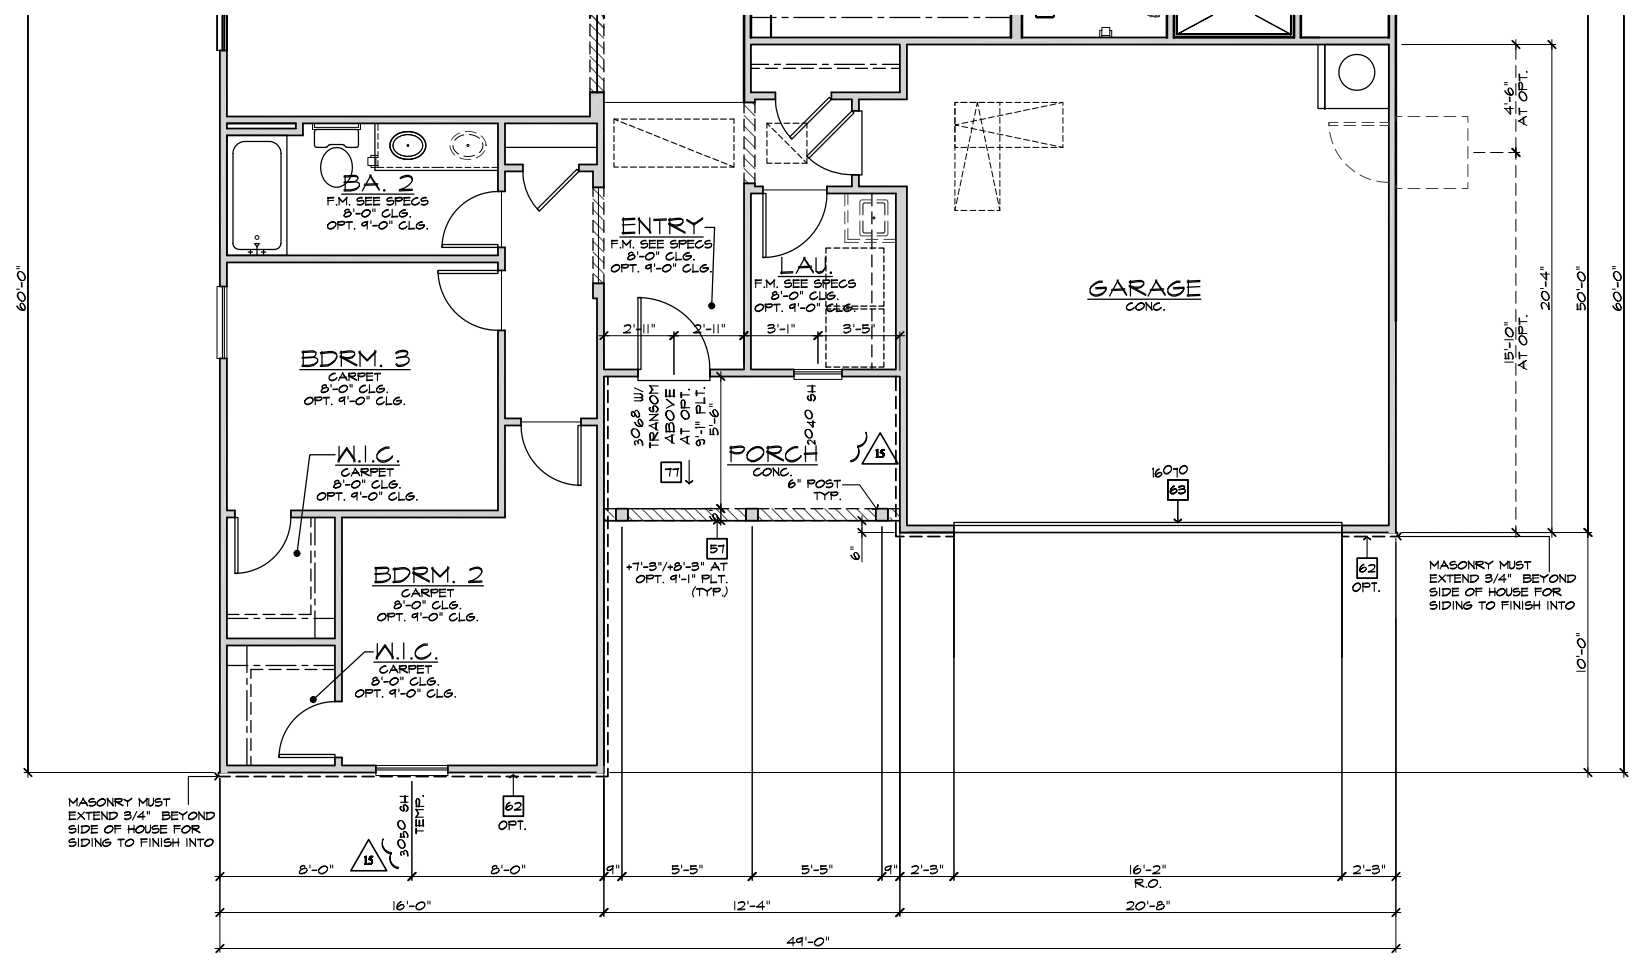 BA. 2
F.M. SEE SPECS
8'-0" CLG.
OPT. 9'-0" CLG.
ENTRY
F.M. SEE SPECS
8'-0" CLG.
OPT. 9'-0" CLG.
LAU.
F.M. SEE SPECS
8'-0" CLG.
OPT. 9'-0" CLG.
GARAGE
CONC.
4'-6"
AT OPT.
15'-10"
AT OPT.
20'-4"
50'-0"
60'-0"
60'-0"
2'-11"
2'-11"
3'-1"
3'-5"
BDRM. 3
CARPET
8'-0" CLG.
OPT. 9'-0" CLG.
3068 W/
TRANSOM
ABOVE
AT OPT.
9'-1" PLT.
5'-6"
2040 SH
PORCH
CONC.
15
77
6" POST
TYP.
W.I.C.
CARPET
8'-0" CLG.
OPT. 9'-0" CLG.
16070
63
57
+7'-3"/+8'-3" AT
OPT. 9'-1" PLT.
(TYP.)
6"
62
OPT.
MASONRY MUST
EXTEND 3/4" BEYOND
SIDE OF HOUSE FOR
SIDING TO FINISH INTO
BDRM. 2
CARPET
8'-0" CLG.
OPT. 9'-0" CLG.
W.I.C.
CARPET
8'-0" CLG.
OPT. 9'-0" CLG.
10'-0"
MASONRY MUST
EXTEND 3/4" BEYOND
SIDE OF HOUSE FOR
SIDING TO FINISH INTO
3050 SH
TEMP.
15
62
OPT.
8'-0"
8'-0"
9"
5'-5"
5'-5"
9"
2'-3"
16'-2"
R.O.
2'-3"
16'-0"
12'-4"
20'-8"
49'-0"